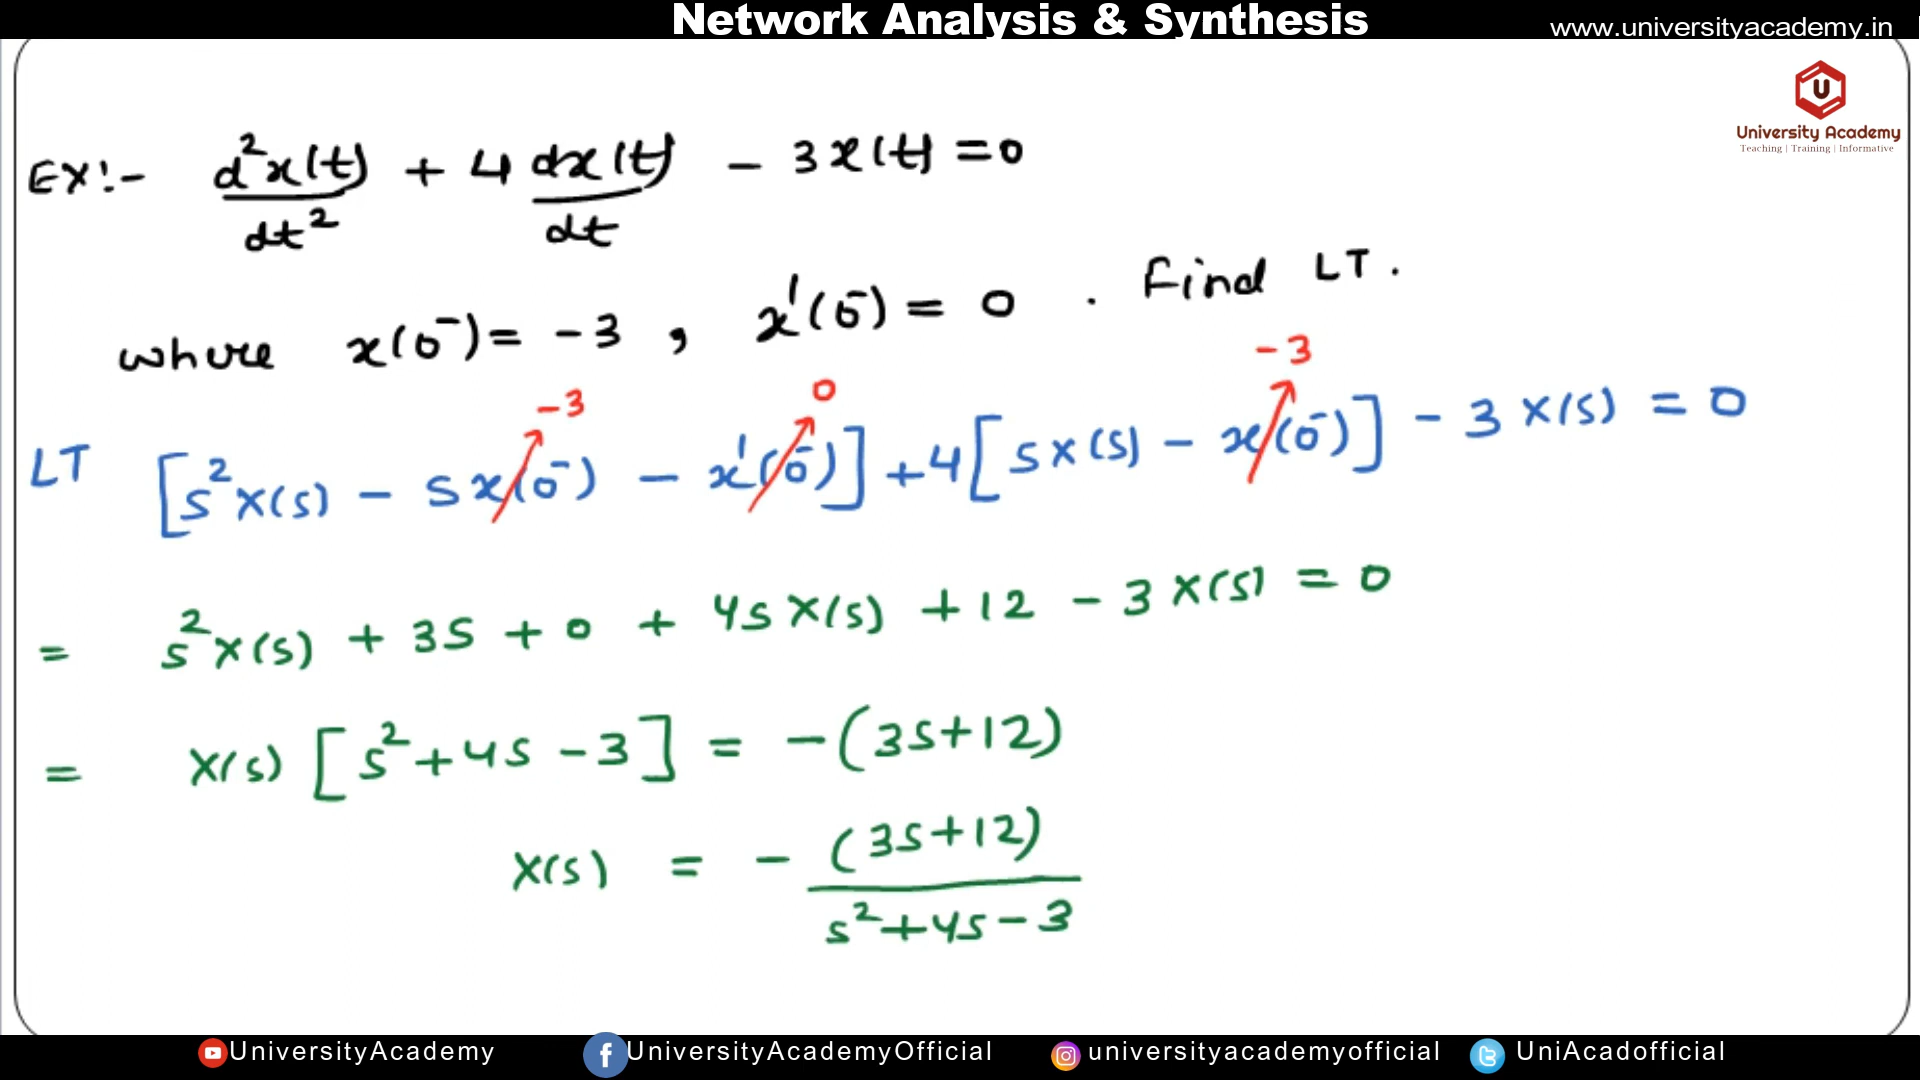 Network Analysis & Synthesis
www.universityacademy.in
U
University Academy
Teaching | Training | Informative
EX:- d²x(t)/dt² + 4 dx(t)/dt - 3x(t) = 0
where x(0⁻) = -3 , x'(0⁻) = 0 . Find LT.
-3 0 -3
LT [s²X(s) - sx(0⁻) - x'(0⁻)] + 4[sX(s) - x(0⁻)] - 3X(s) = 0
= s²X(s) + 3s + 0 + 4sX(s) + 12 - 3X(s) = 0
= X(s) [s² + 4s - 3] = -(3s+12)
X(s) = - (3s+12)/s²+4s-3
UniversityAcademy UniversityAcademyOfficial universityacademyofficial UniAcadofficial